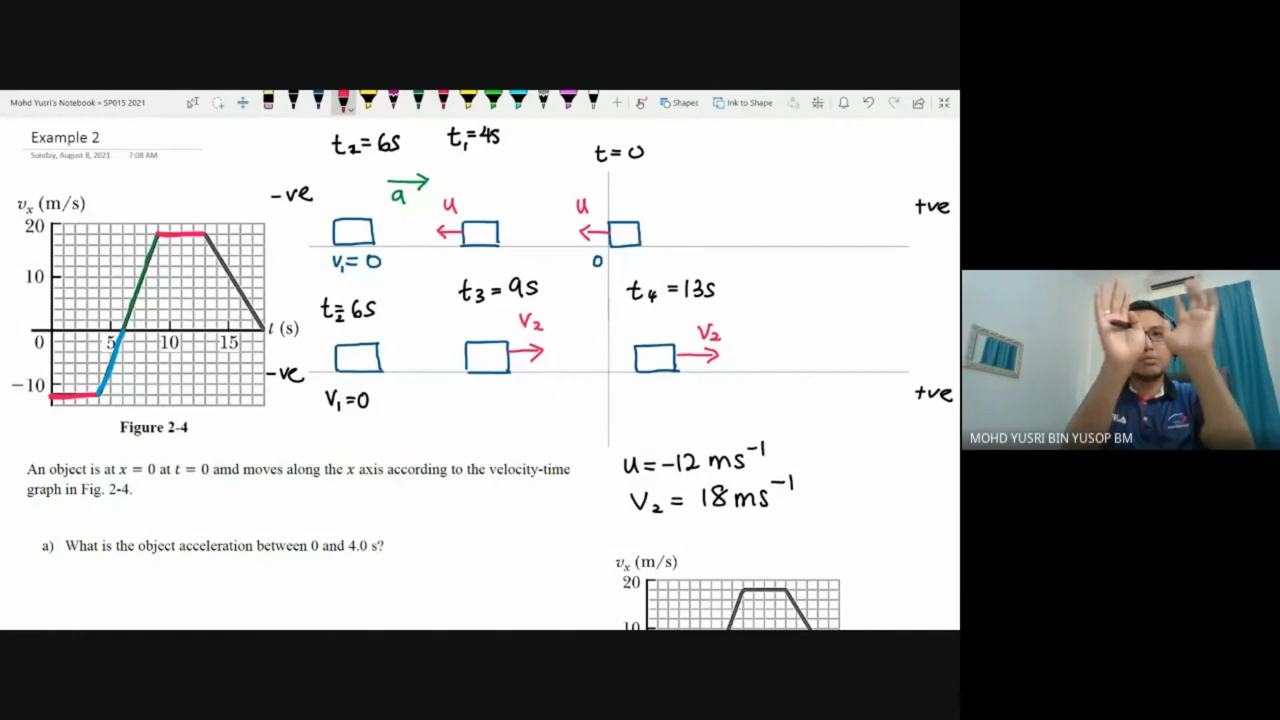 Mohd Yusri's Notebook » SP015 2021
Shapes
Ink to Shape
Example 2
Sunday, August 8, 2021 7:08 AM
t₂=6s
t₁=4s
t=0
-ve
a
u
u
+ve
v₁=0
0
vₓ (m/s)
20
10
0
5
10
15
t (s)
-10
Figure 2-4
t₂=6s
t₃=9s
t₄=13s
v₂
v₂
-ve
+ve
v₁=0
An object is at x = 0 at t = 0 amd moves along the x axis according to the velocity-time
graph in Fig. 2-4.
u=-12 ms⁻¹
v₂ = 18ms⁻¹
a) What is the object acceleration between 0 and 4.0 s?
vₓ (m/s)
20
10
MOHD YUSRI BIN YUSOP BM